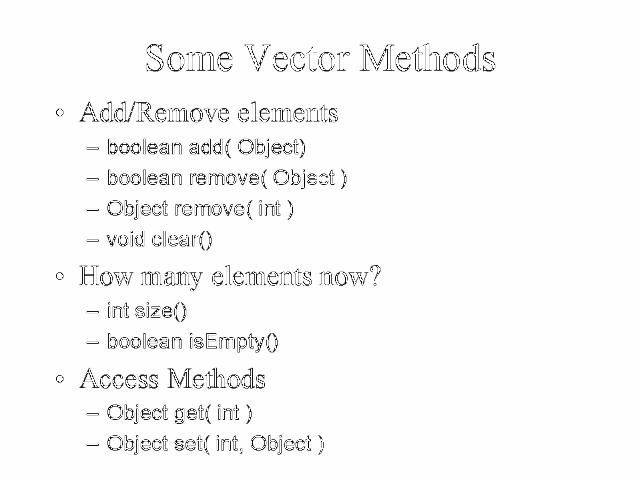 Some Vector Methods
◦ Add/Remove elements
– boolean add( Object)
– boolean remove( Object )
– Object remove( int )
– void clear()
◦ How many elements now?
– int size()
– boolean isEmpty()
◦ Access Methods
– Object get( int )
– Object set( int, Object )